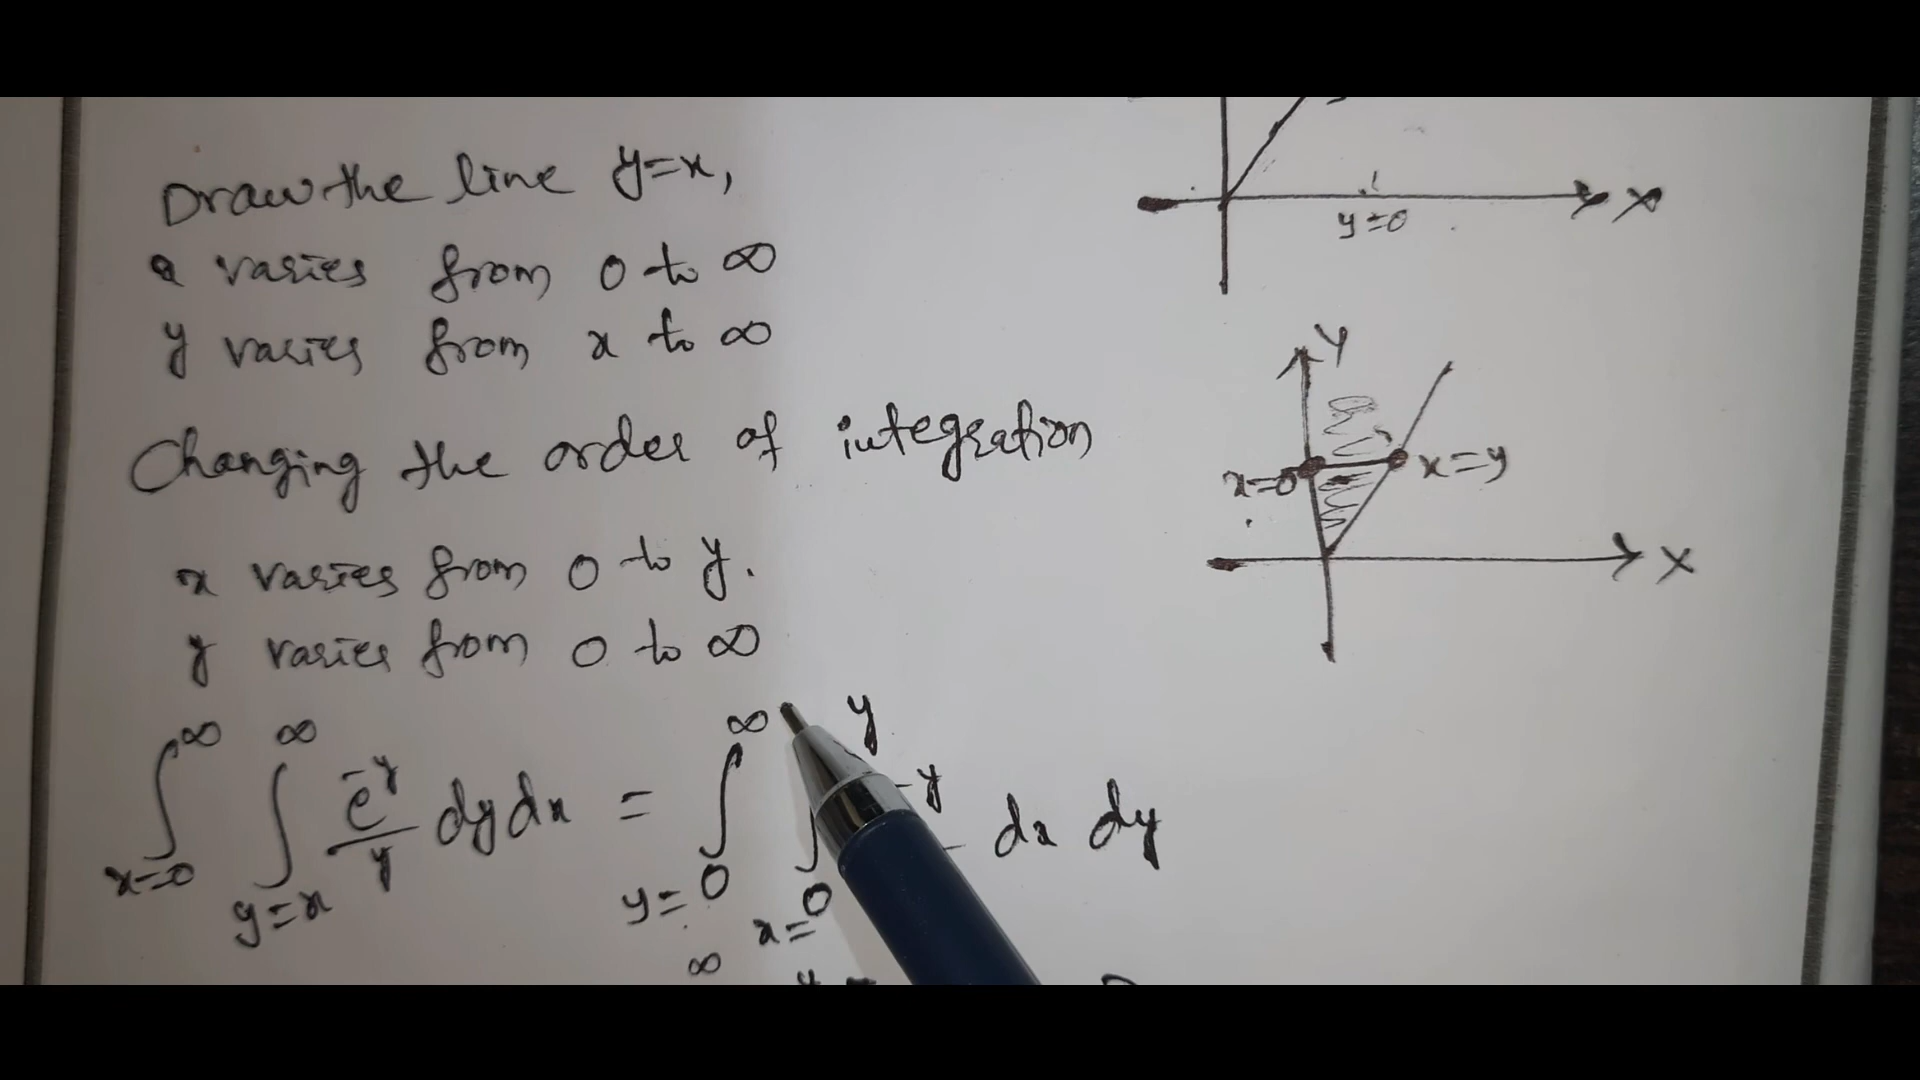 Draw the line y=x,
x varies from 0 to ∞
y varies from x to ∞
Changing the order of integration
x varies from 0 to y.
y varies from 0 to ∞
∞ ∞ ∞ y
∫ ∫ e^-y/y dy dx = ∫ ∫ -y dx dy
x=0 y=x y=0 x=0
∞
X
y=0
Y
x=0 x=y
X